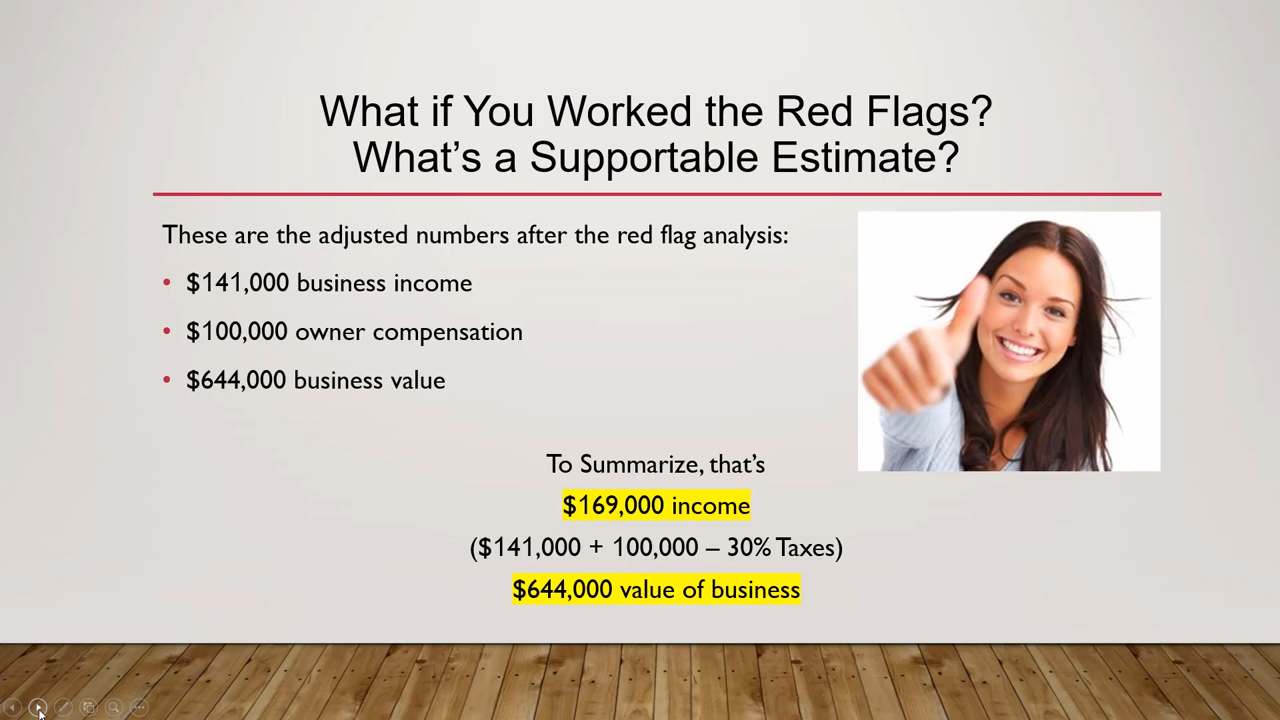 What if You Worked the Red Flags?
What’s a Supportable Estimate?
These are the adjusted numbers after the red flag analysis:
• $141,000 business income
• $100,000 owner compensation
• $644,000 business value
To Summarize, that’s
$169,000 income
($141,000 + 100,000 – 30% Taxes)
$644,000 value of business